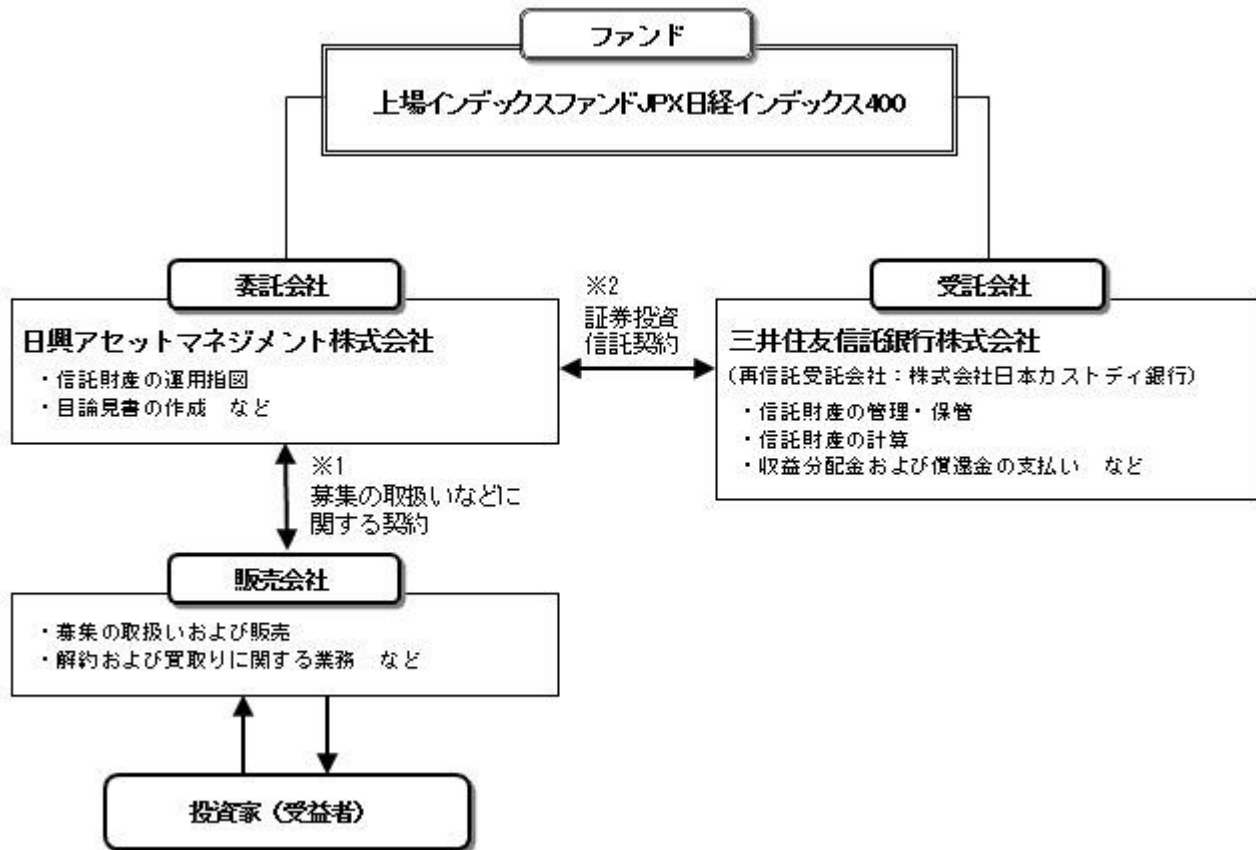 ファンド
上場インデックスファンドJPX日経インデックス400
委託会社
日興アセットマネジメント株式会社
・信託財産の運用指図
・目論見書の作成　など
※2
証券投資
信託契約
受託会社
三井住友信託銀行株式会社
(再信託受託会社：株式会社日本カストディ銀行)
・信託財産の管理・保管
・信託財産の計算
・収益分配金および償還金の支払い　など
※1
募集の取扱いなどに
関する契約
販売会社
・募集の取扱いおよび販売
・解約および買取りに関する業務　など
投資家（受益者）